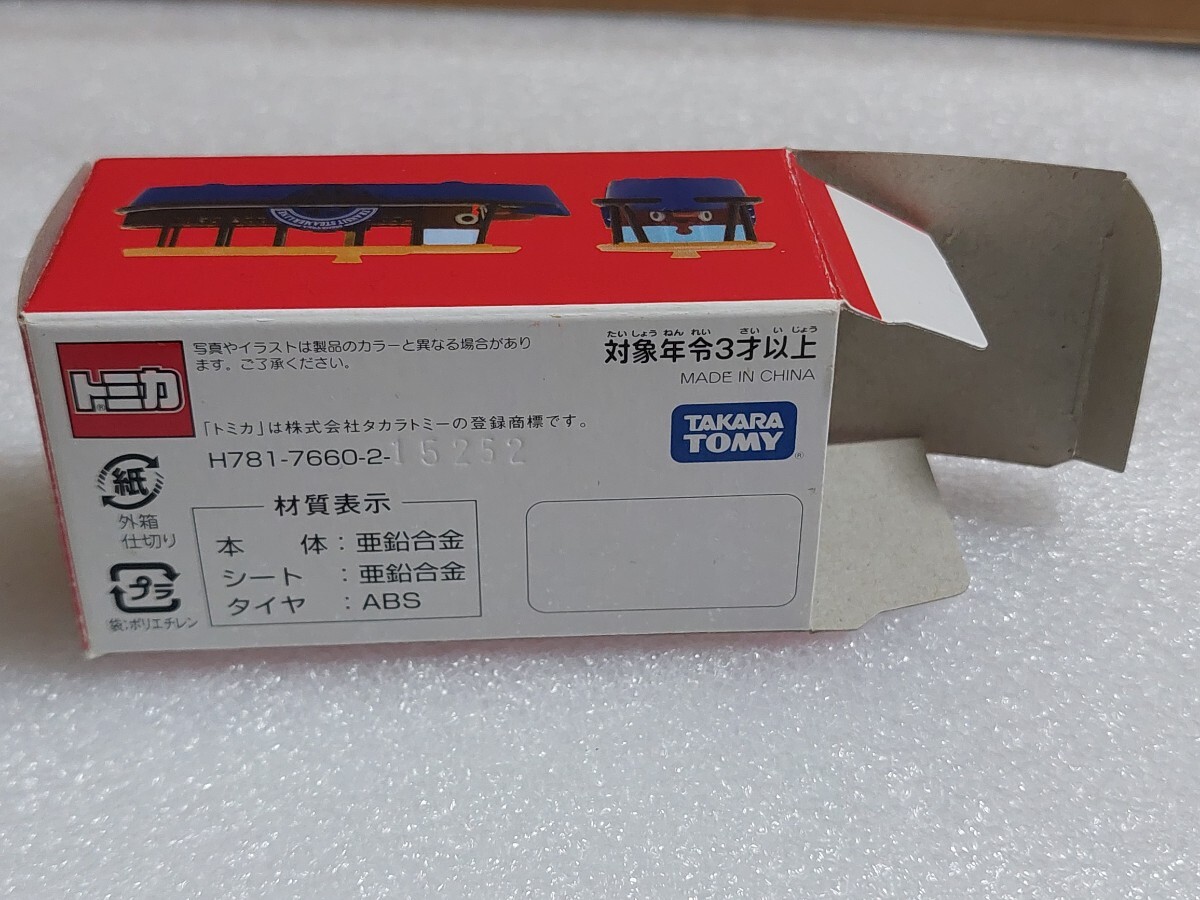 TRANSIT STEAMER LINE
写真やイラストは製品のカラーと異なる場合があり
ます。ご了承ください。
トミカ
®
「トミカ」は株式会社タカラトミーの登録商標です。
H781-7660-2-15252
たいしょう ねん れい さい い じょう
対象年令3才以上
MADE IN CHINA
TAKARA
TOMY
®
紙
外箱
仕切り
プラ
袋:ポリエチレン
材質表示
本 体:亜鉛合金
シート :亜鉛合金
タイヤ :ABS